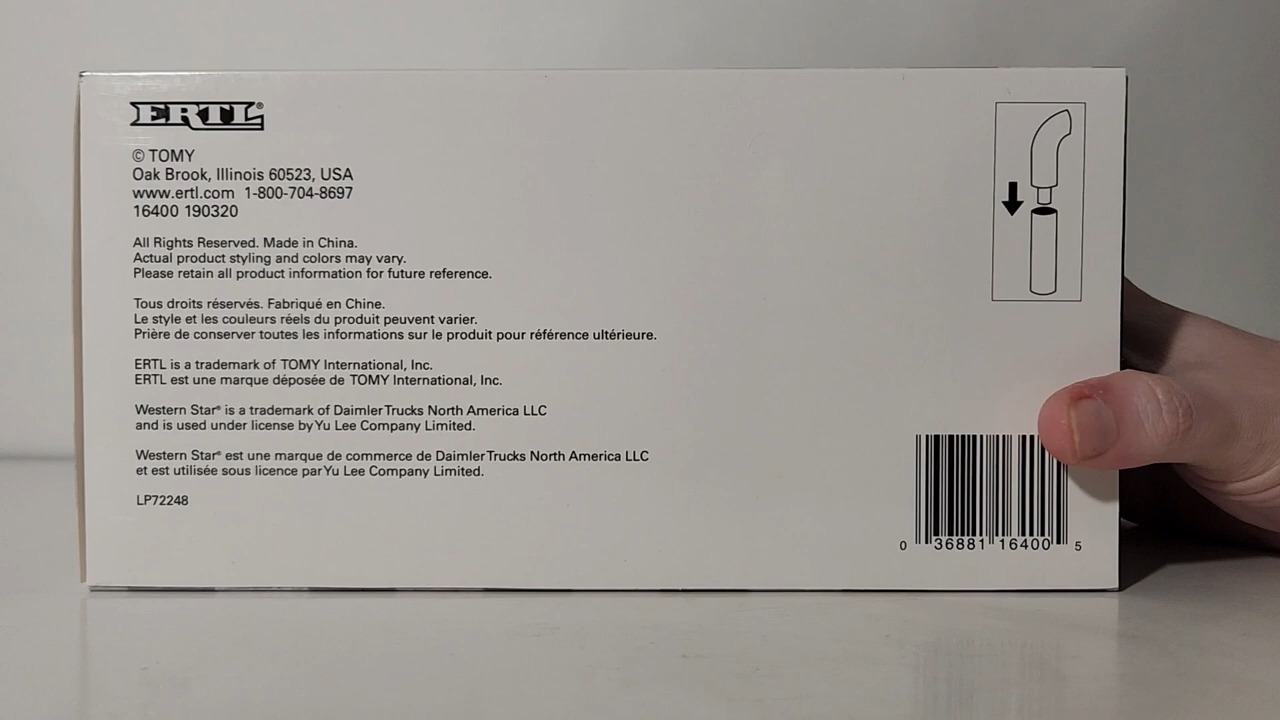 ERTL®
© TOMY
Oak Brook, Illinois 60523, USA
www.ertl.com 1-800-704-8697
16400 190320
All Rights Reserved. Made in China.
Actual product styling and colors may vary.
Please retain all product information for future reference.
Tous droits réservés. Fabriqué en Chine.
Le style et les couleurs réels du produit peuvent varier.
Prière de conserver toutes les informations sur le produit pour référence ultérieure.
ERTL is a trademark of TOMY International, Inc.
ERTL est une marque déposée de TOMY International, Inc.
Western Star® is a trademark of Daimler Trucks North America LLC
and is used under license by Yu Lee Company Limited.
Western Star® est une marque de commerce de Daimler Trucks North America LLC
et est utilisée sous licence par Yu Lee Company Limited.
LP72248
0 36881 16400 5